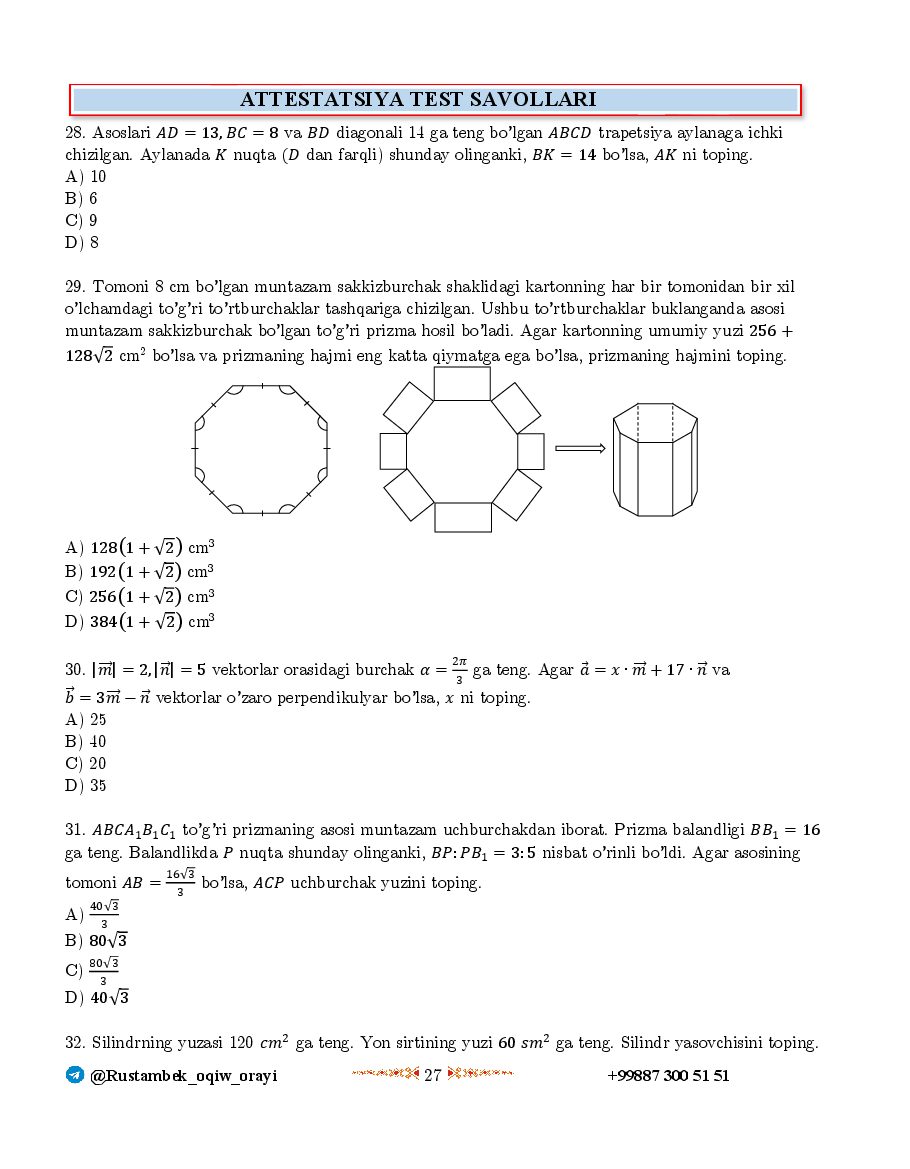 ATTESTATSIYA TEST SAVOLLARI
28. Asoslari AD = 13, BC = 8 va BD diagonali 14 ga teng bo'lgan ABCD trapetsiya aylanaga ichki
chizilgan. Aylanada K nuqta (D dan farqli) shunday olinganki, BK = 14 bo'lsa, AK ni toping.
A) 10
B) 6
C) 9
D) 8
29. Tomoni 8 cm bo'lgan muntazam sakkizburchak shaklidagi kartonning har bir tomonidan bir xil
o'lchamdagi to'g'ri to'rtburchaklar tashqariga chizilgan. Ushbu to'rtburchaklar buklanganda asosi
muntazam sakkizburchak bo'lgan to'g'ri prizma hosil bo'ladi. Agar kartonning umumiy yuzi 256 +
128√2 cm² bo'lsa va prizmaning hajmi eng katta qiymatga ega bo'lsa, prizmaning hajmini toping.
A) 128(1 + √2) cm³
B) 192(1 + √2) cm³
C) 256(1 + √2) cm³
D) 384(1 + √2) cm³
30. |m⃗| = 2, |n⃗| = 5 vektorlar orasidagi burchak α = 2π/3 ga teng. Agar a⃗ = x · m⃗ + 17 · n⃗ va
b⃗ = 3m⃗ − n⃗ vektorlar o'zaro perpendikulyar bo'lsa, x ni toping.
A) 25
B) 40
C) 20
D) 35
31. ABCA₁B₁C₁ to'g'ri prizmaning asosi muntazam uchburchakdan iborat. Prizma balandligi BB₁ = 16
ga teng. Balandlikda P nuqta shunday olinganki, BP: PB₁ = 3: 5 nisbat o'rinli bo'ldi. Agar asosining
tomoni AB = 16√3/3 bo'lsa, ACP uchburchak yuzini toping.
A) 40√3/3
B) 80√3
C) 80√3/3
D) 40√3
32. Silindrning yuzasi 120 cm² ga teng. Yon sirtining yuzi 60 sm² ga teng. Silindr yasovchisini toping.
@Rustambek_oqiw_orayi 27 +99887 300 51 51